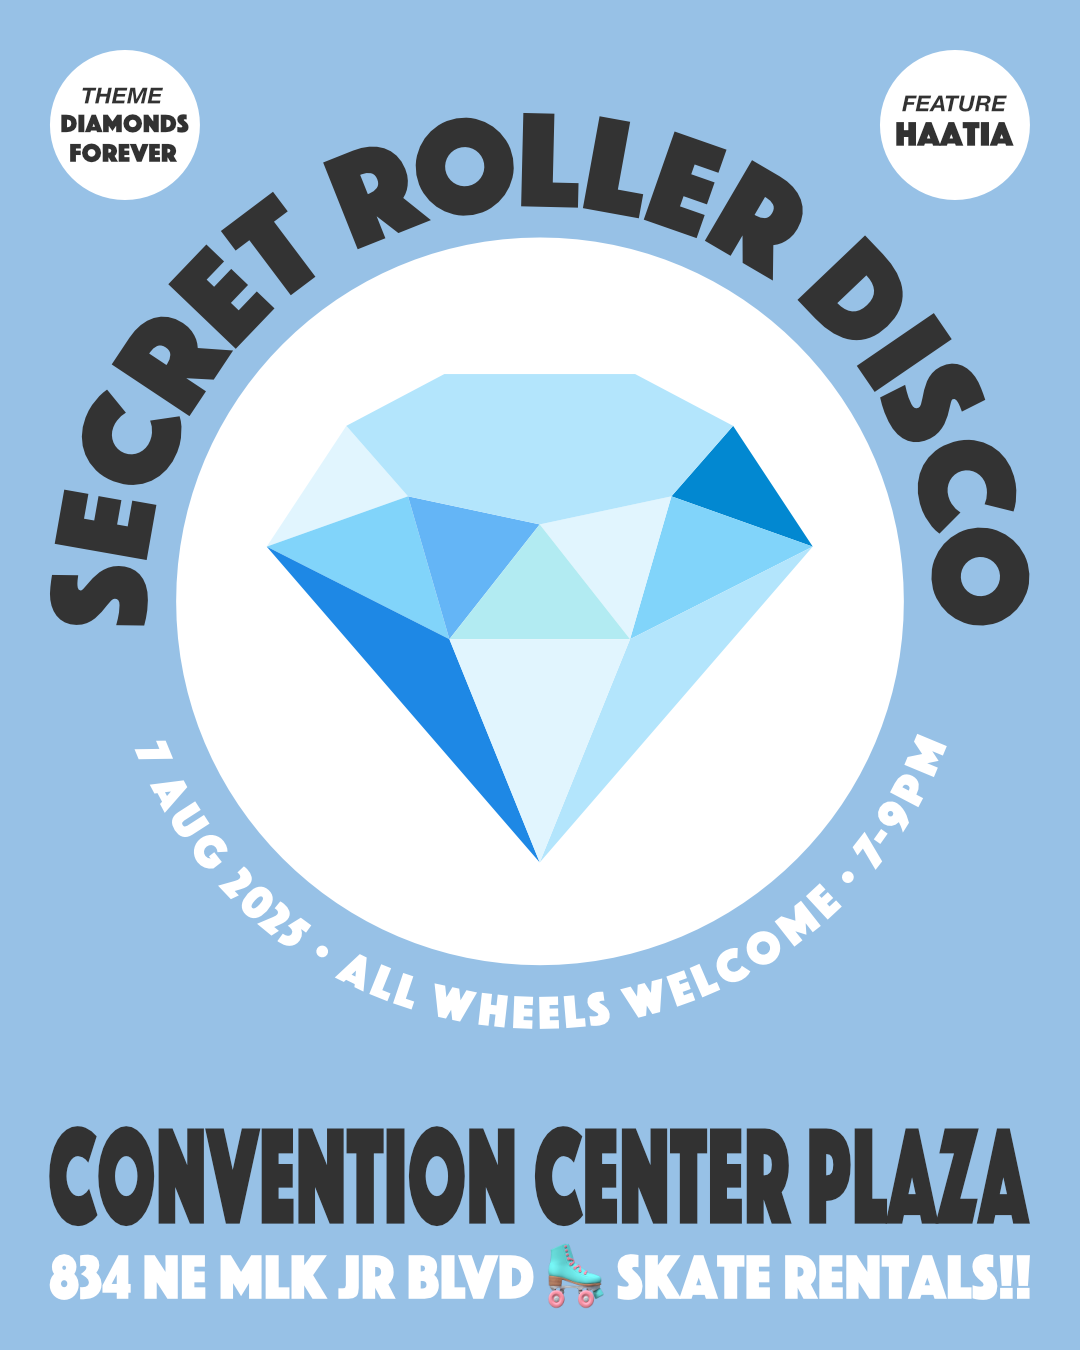 THEME
DIAMONDS
FOREVER
FEATURE
HAATIA
SECRET ROLLER DISCO
7 AUG 2025 • ALL WHEELS WELCOME • 7-9PM
CONVENTION CENTER PLAZA
834 NE MLK JR BLVD 🛼 SKATE RENTALS!!